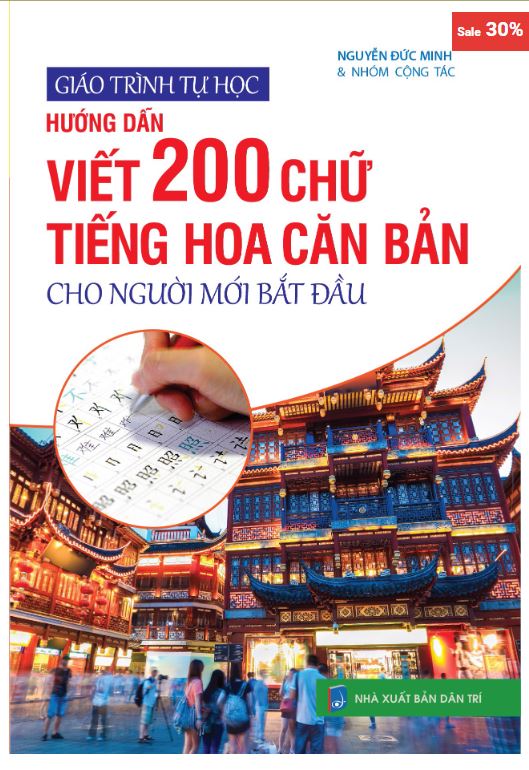 Sale 30%
NGUYỄN ĐỨC MINH
& NHÓM CỘNG TÁC
GIÁO TRÌNH TỰ HỌC
HƯỚNG DẪN
VIẾT 200 CHỮ
TIẾNG HOA CĂN BẢN
CHO NGƯỜI MỚI BẮT ĐẦU
NHÀ XUẤT BẢN DÂN TRÍ